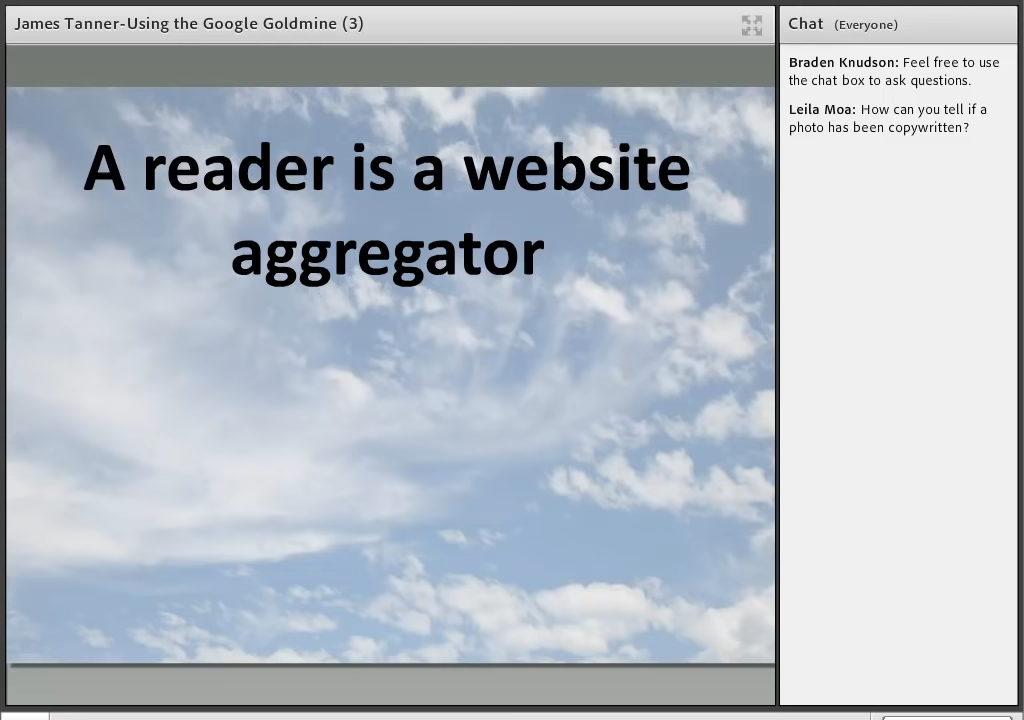 James Tanner-Using the Google Goldmine (3)
A reader is a website
aggregator
Chat (Everyone)
Braden Knudson: Feel free to use
the chat box to ask questions.
Leila Moa: How can you tell if a
photo has been copywritten?